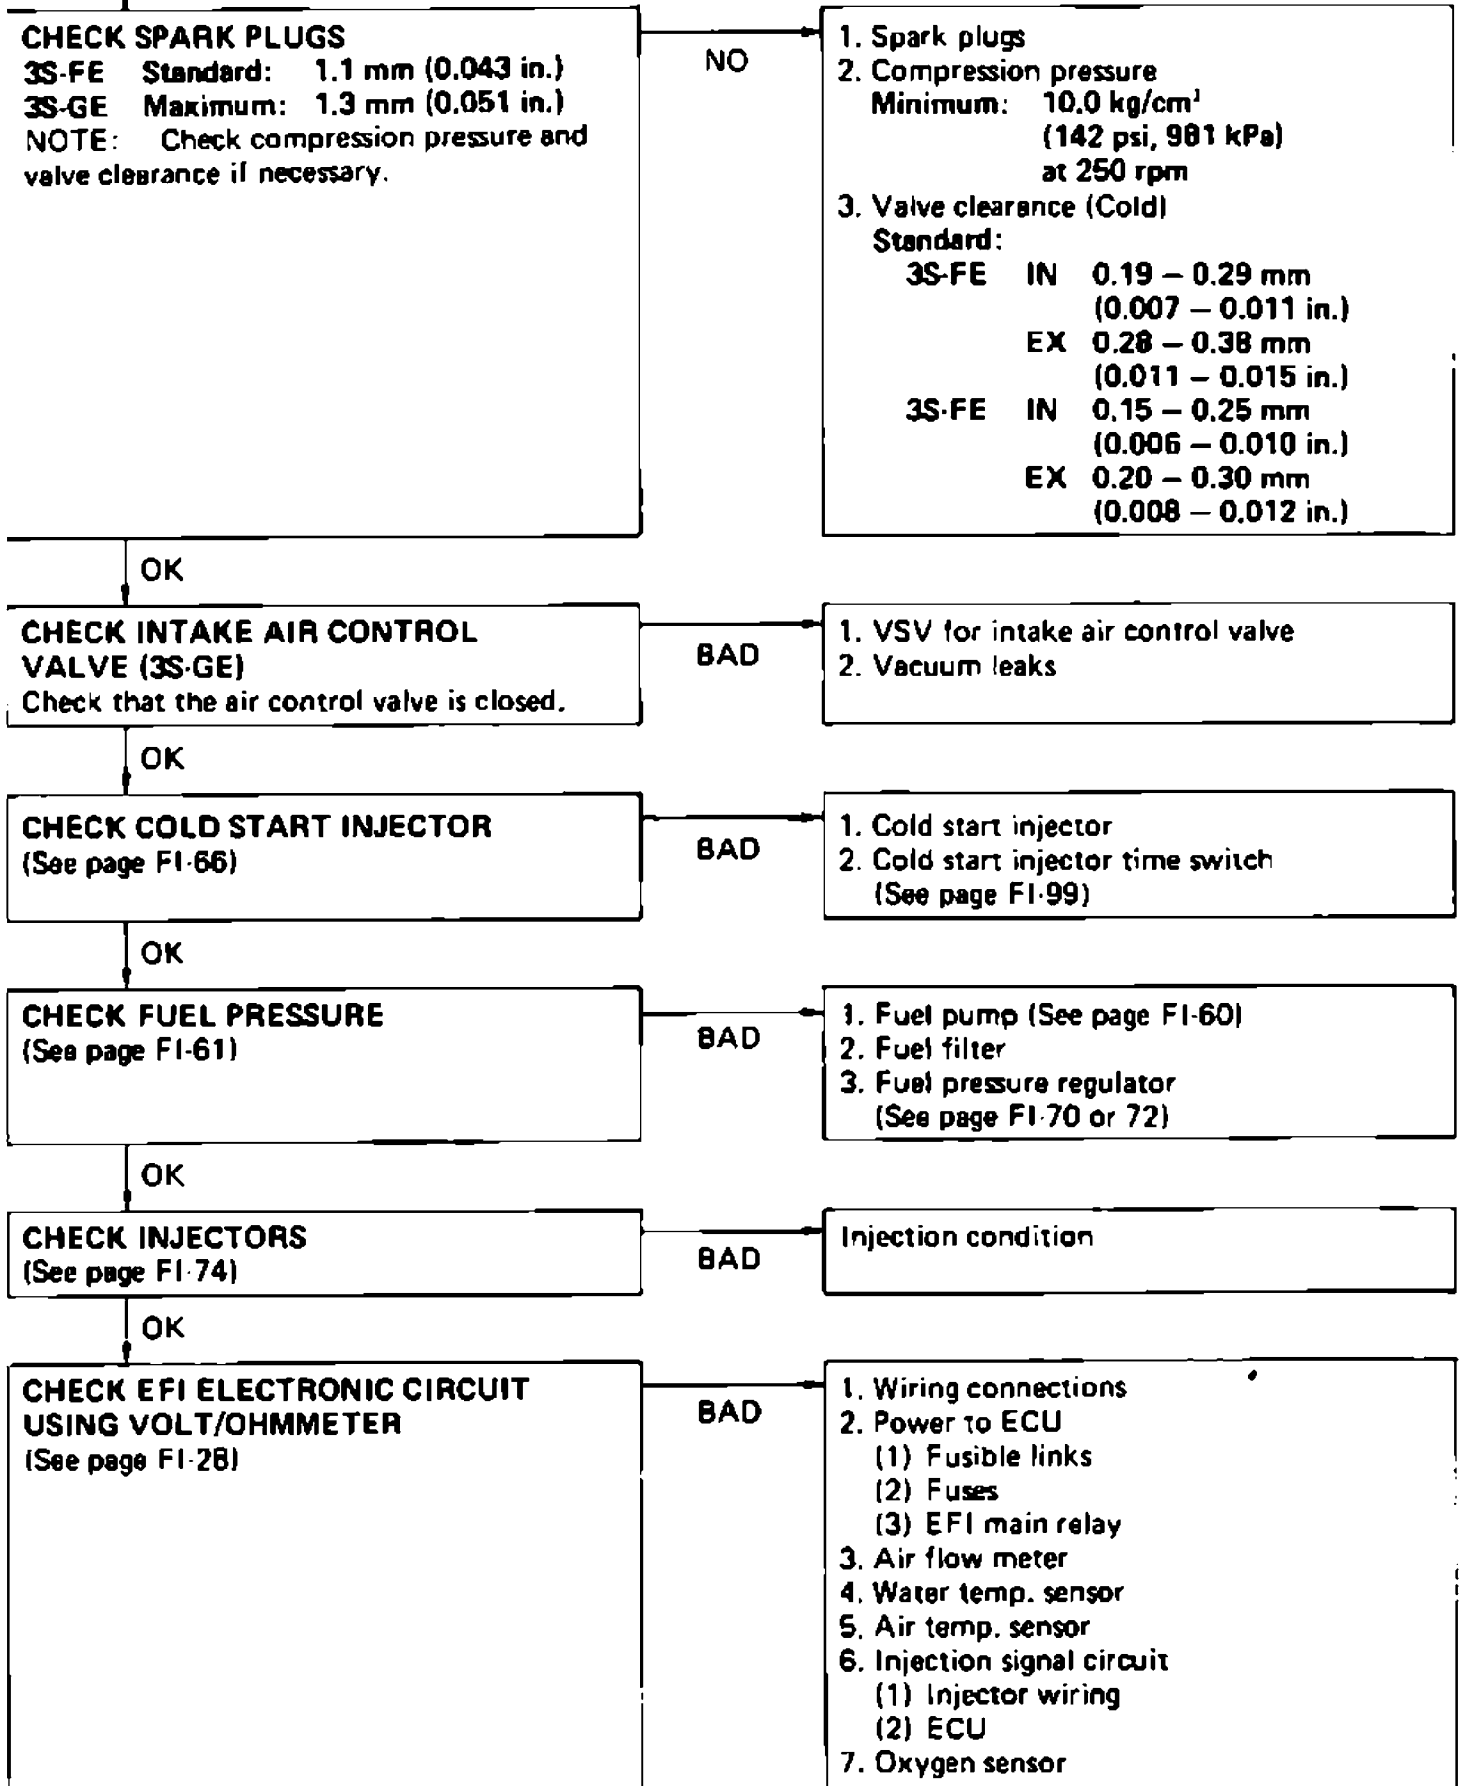 CHECK SPARK PLUGS
3S-FE Standard: 1.1 mm (0.043 in.)
3S-GE Maximum: 1.3 mm (0.051 in.)
NOTE: Check compression pressure and
valve clearance if necessary.
NO
1. Spark plugs
2. Compression pressure
Minimum: 10.0 kg/cm²
(142 psi, 981 kPa)
at 250 rpm
3. Valve clearance (Cold)
Standard:
3S-FE IN 0.19 – 0.29 mm
(0.007 – 0.011 in.)
EX 0.28 – 0.38 mm
(0.011 – 0.015 in.)
3S-FE IN 0.15 – 0.25 mm
(0.006 – 0.010 in.)
EX 0.20 – 0.30 mm
(0.008 – 0.012 in.)
OK
CHECK INTAKE AIR CONTROL
VALVE (3S-GE)
Check that the air control valve is closed.
BAD
1. VSV for intake air control valve
2. Vacuum leaks
OK
CHECK COLD START INJECTOR
(See page FI-66)
BAD
1. Cold start injector
2. Cold start injector time switch
(See page FI-99)
OK
CHECK FUEL PRESSURE
(See page FI-61)
BAD
1. Fuel pump (See page FI-60)
2. Fuel filter
3. Fuel pressure regulator
(See page FI-70 or 72)
OK
CHECK INJECTORS
(See page FI-74)
BAD
Injection condition
OK
CHECK EFI ELECTRONIC CIRCUIT
USING VOLT/OHMMETER
(See page FI-28)
BAD
1. Wiring connections
2. Power to ECU
(1) Fusible links
(2) Fuses
(3) EFI main relay
3. Air flow meter
4. Water temp. sensor
5. Air temp. sensor
6. Injection signal circuit
(1) Injector wiring
(2) ECU
7. Oxygen sensor